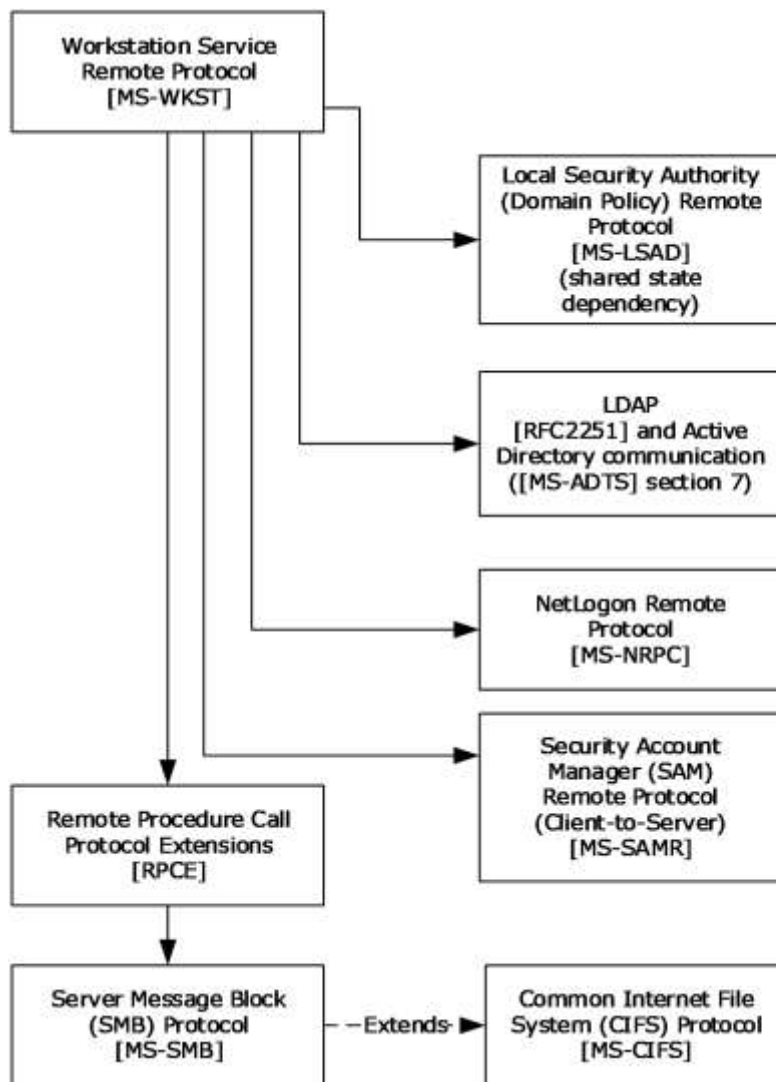 Workstation Service
Remote Protocol
[MS-WKST]
Local Security Authority
(Domain Policy) Remote
Protocol
[MS-LSAD]
(shared state
dependency)
LDAP
[RFC2251] and Active
Directory communication
([MS-ADTS] section 7)
NetLogon Remote
Protocol
[MS-NRPC]
Security Account
Manager (SAM)
Remote Protocol
(Client-to-Server)
[MS-SAMR]
Remote Procedure Call
Protocol Extensions
[RPCE]
Server Message Block
(SMB) Protocol
[MS-SMB]
Extends
Common Internet File
System (CIFS) Protocol
[MS-CIFS]